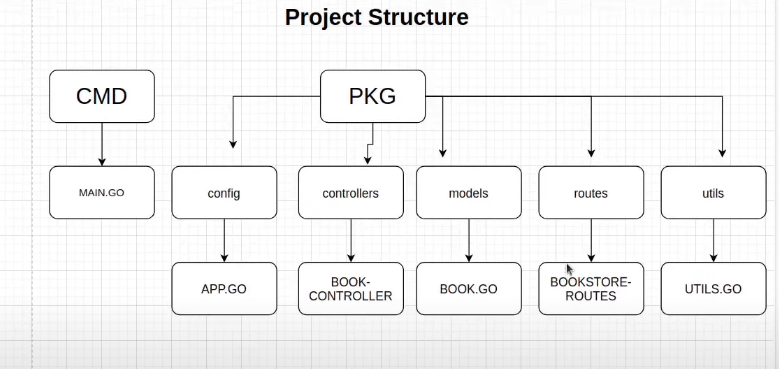 Project Structure
CMD
PKG
MAIN.GO
config
controllers
models
routes
utils
APP.GO
BOOK-
CONTROLLER
BOOK.GO
BOOKSTORE-
ROUTES
UTILS.GO